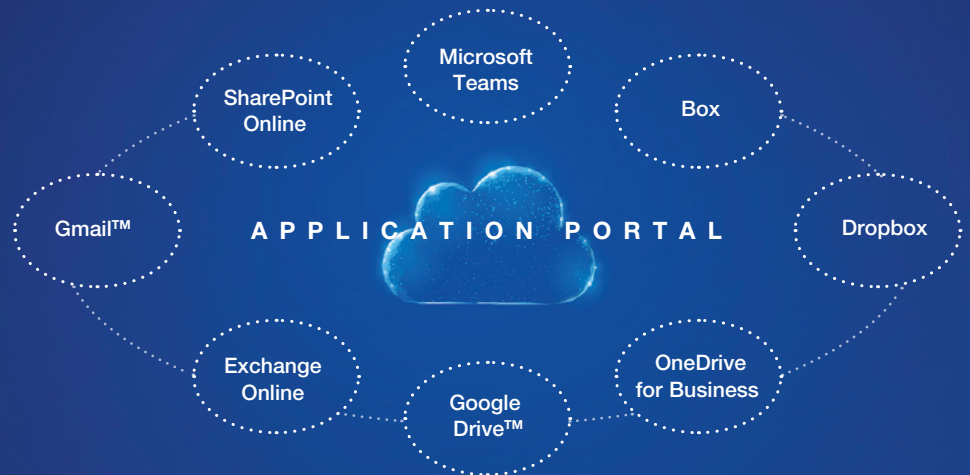 Microsoft
Teams
SharePoint
Online
Box
Gmail™
APPLICATION PORTAL
Dropbox
Exchange
Online
OneDrive
for Business
Google
Drive™